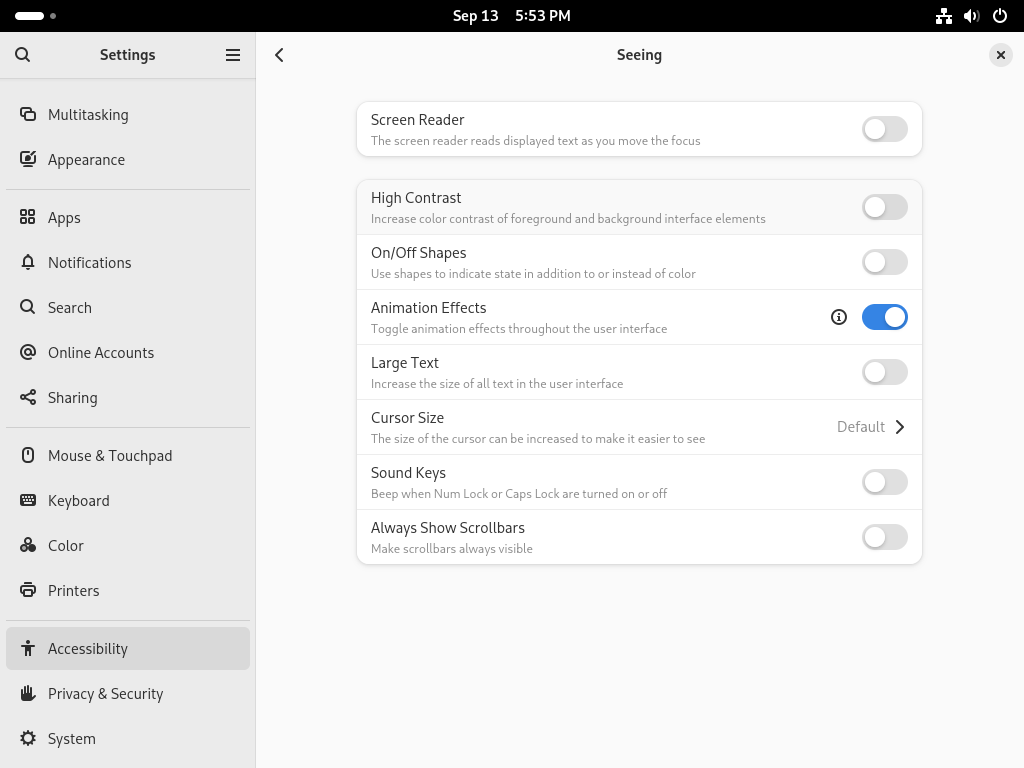 Sep 13 5:53 PM
Settings
Seeing
Multitasking
Appearance
Apps
Notifications
Search
Online Accounts
Sharing
Mouse & Touchpad
Keyboard
Color
Printers
Accessibility
Privacy & Security
System
Screen Reader
The screen reader reads displayed text as you move the focus
High Contrast
Increase color contrast of foreground and background interface elements
On/Off Shapes
Use shapes to indicate state in addition to or instead of color
Animation Effects
Toggle animation effects throughout the user interface
Large Text
Increase the size of all text in the user interface
Cursor Size
Default
The size of the cursor can be increased to make it easier to see
Sound Keys
Beep when Num Lock or Caps Lock are turned on or off
Always Show Scrollbars
Make scrollbars always visible